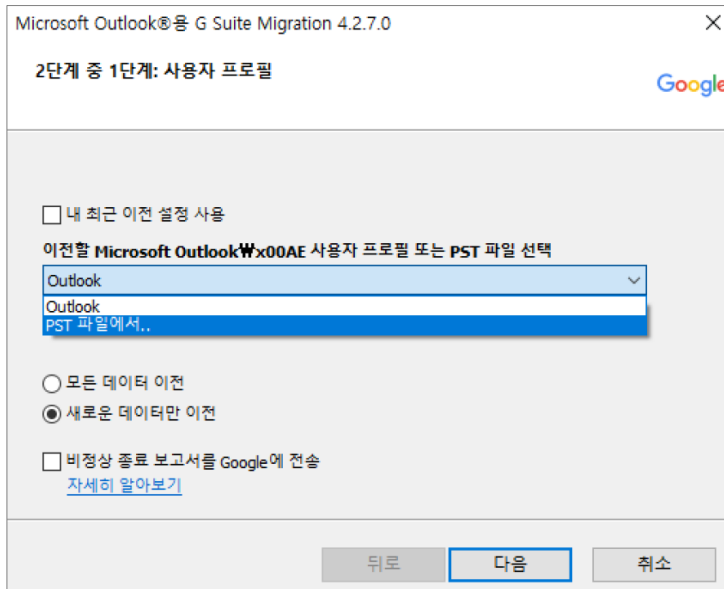 Microsoft Outlook®용 G Suite Migration 4.2.7.0
2단계 중 1단계: 사용자 프로필
Google
내 최근 이전 설정 사용
이전할 Microsoft Outlook₩x00AE 사용자 프로필 또는 PST 파일 선택
Outlook
Outlook
PST 파일에서..
모든 데이터 이전
새로운 데이터만 이전
비정상 종료 보고서를 Google에 전송
자세히 알아보기
뒤로 다음 취소